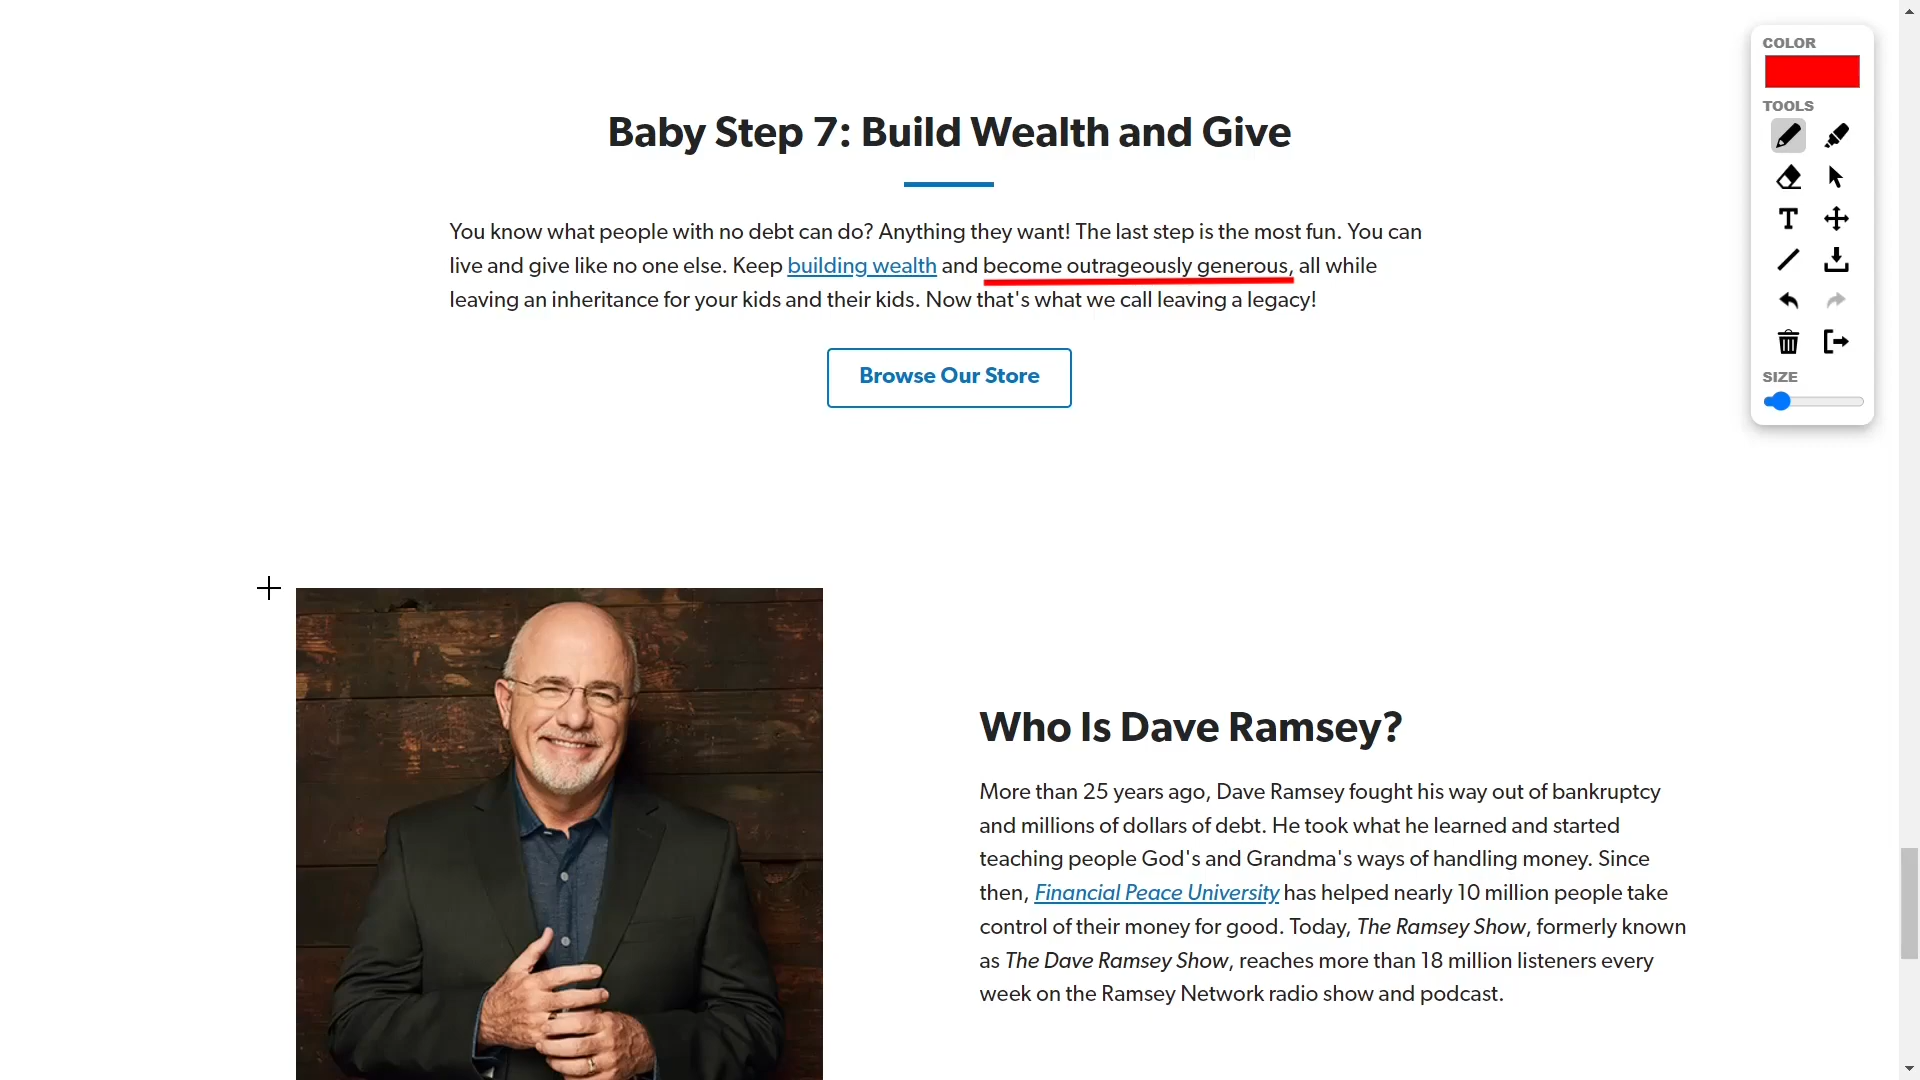 COLOR
TOOLS
SIZE
Baby Step 7: Build Wealth and Give
You know what people with no debt can do? Anything they want! The last step is the most fun. You can
live and give like no one else. Keep building wealth and become outrageously generous, all while
leaving an inheritance for your kids and their kids. Now that's what we call leaving a legacy!
Browse Our Store
Who Is Dave Ramsey?
More than 25 years ago, Dave Ramsey fought his way out of bankruptcy
and millions of dollars of debt. He took what he learned and started
teaching people God's and Grandma's ways of handling money. Since
then, Financial Peace University has helped nearly 10 million people take
control of their money for good. Today, The Ramsey Show, formerly known
as The Dave Ramsey Show, reaches more than 18 million listeners every
week on the Ramsey Network radio show and podcast.